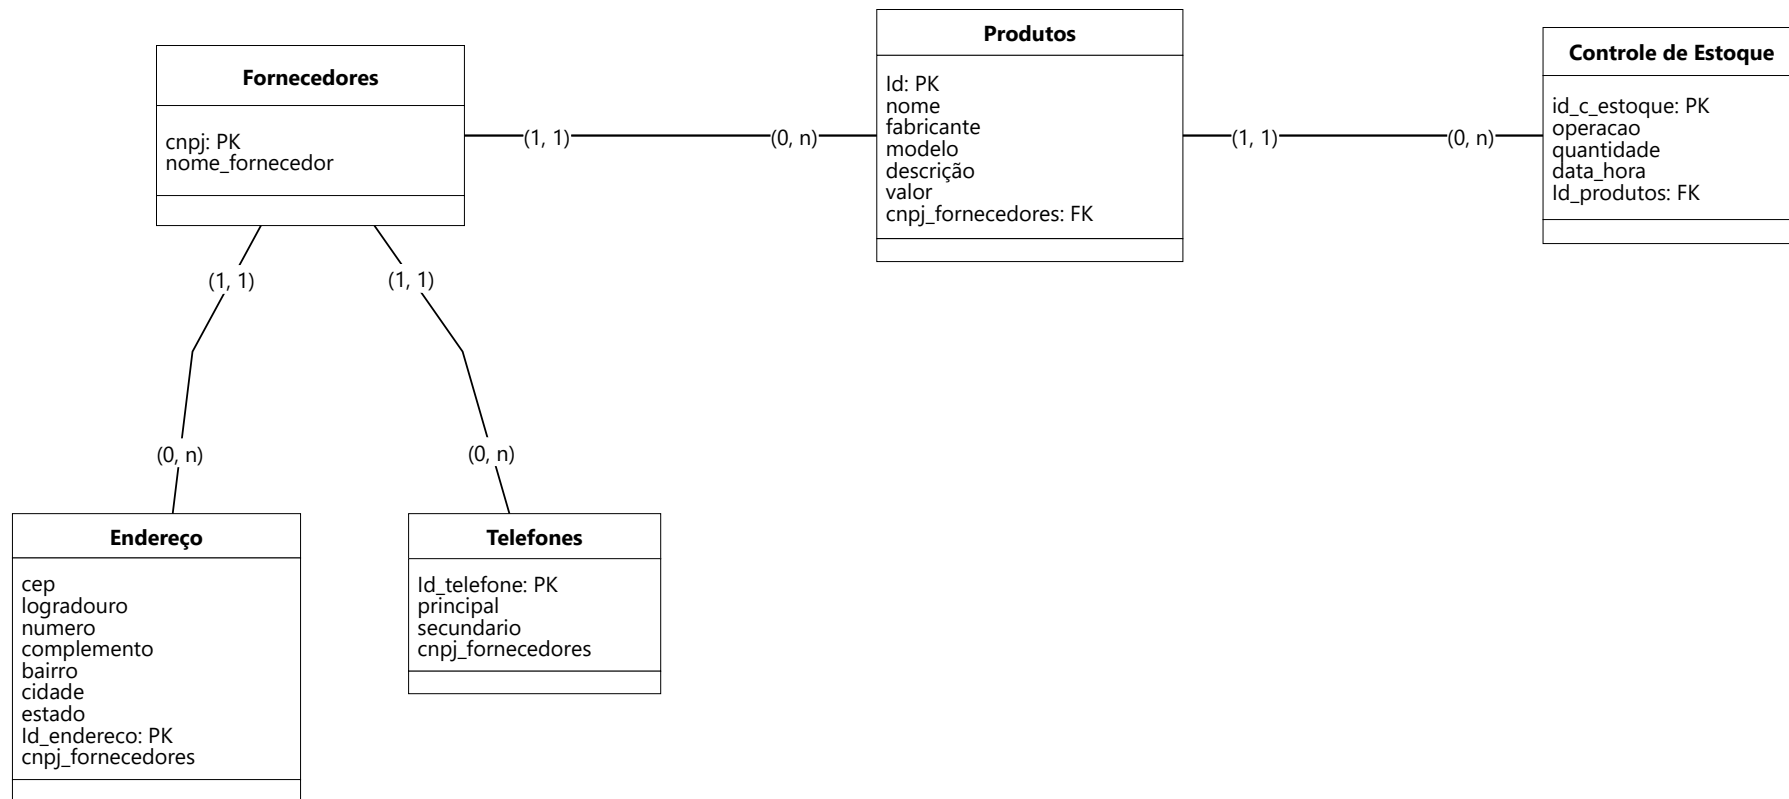 Fornecedores
cnpj: PK
nome_fornecedor
(1, 1)
(0, n)
Produtos
Id: PK
nome
fabricante
modelo
descrição
valor
cnpj_fornecedores: FK
(1, 1)
(0, n)
Controle de Estoque
id_c_estoque: PK
operacao
quantidade
data_hora
Id_produtos: FK
(1, 1)
(1, 1)
(0, n)
(0, n)
Endereço
cep
logradouro
numero
complemento
bairro
cidade
estado
Id_endereco: PK
cnpj_fornecedores
Telefones
Id_telefone: PK
principal
secundario
cnpj_fornecedores